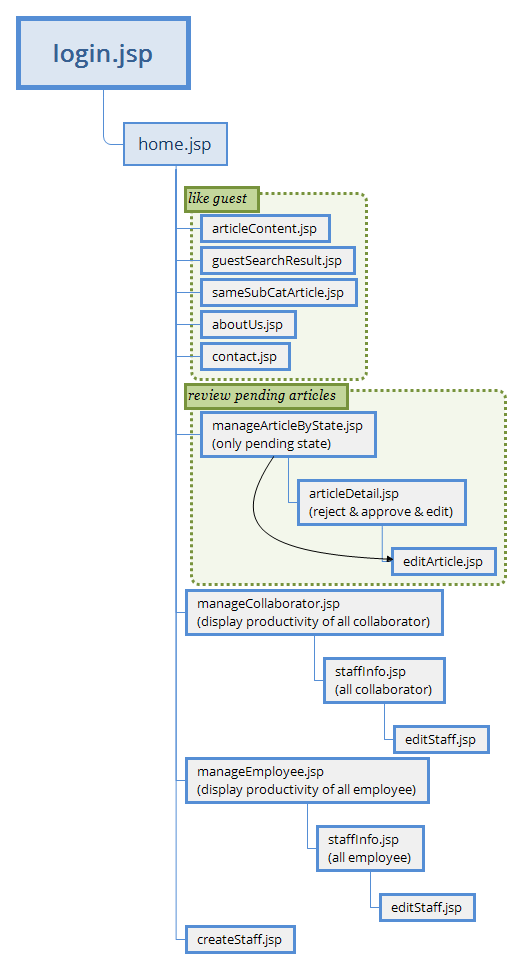 login.jsp
home.jsp
like guest
articleContent.jsp
guestSearchResult.jsp
sameSubCatArticle.jsp
aboutUs.jsp
contact.jsp
review pending articles
manageArticleByState.jsp
(only pending state)
articleDetail.jsp
(reject & approve & edit)
editArticle.jsp
manageCollaborator.jsp
(display productivity of all collaborator)
staffInfo.jsp
(all collaborator)
editStaff.jsp
manageEmployee.jsp
(display productivity of all employee)
staffInfo.jsp
(all employee)
editStaff.jsp
createStaff.jsp